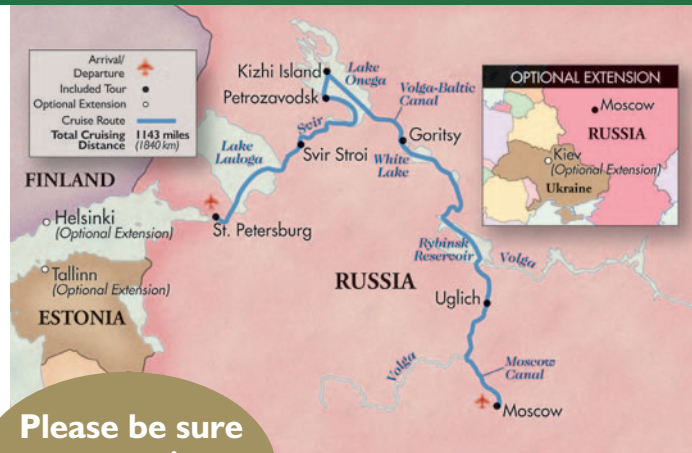 Arrival/
Departure
Included Tour
Optional Extension
Cruise Route
Total Cruising 1143 miles
Distance (1840 km)
Kizhi Island
Lake
Onega
Petrozavodsk
Volga-Baltic
Canal
Svir
Goritsy
Lake
Ladoga
Svir Stroi
White
Lake
FINLAND
Helsinki
(Optional Extension)
St. Petersburg
Tallinn
(Optional Extension)
ESTONIA
RUSSIA
Rybinsk
Reservoir
Volga
Uglich
Volga
Moscow
Canal
Moscow
OPTIONAL EXTENSION
Moscow
RUSSIA
Kiev
(Optional Extension)
Ukraine
Please be sure